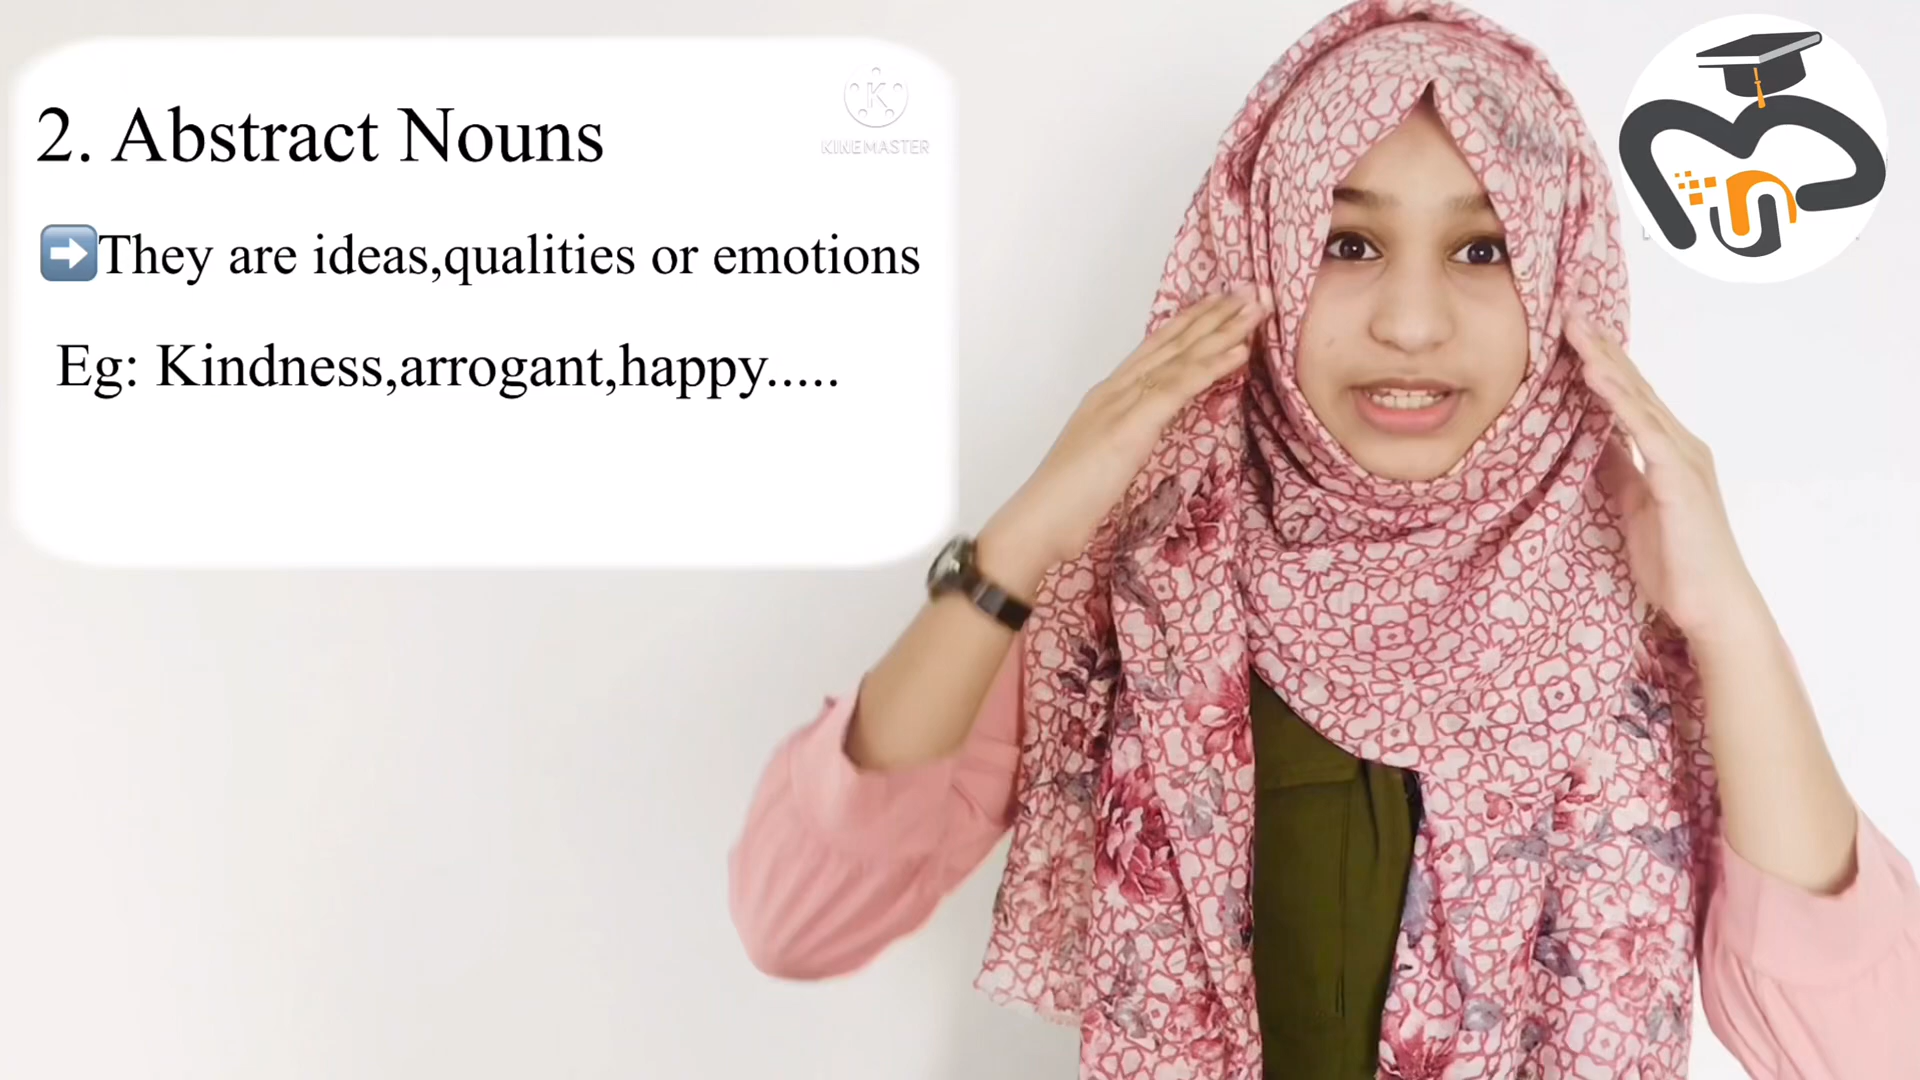 2. Abstract Nouns
KINEMASTER
➡They are ideas,qualities or emotions
Eg: Kindness,arrogant,happy.....